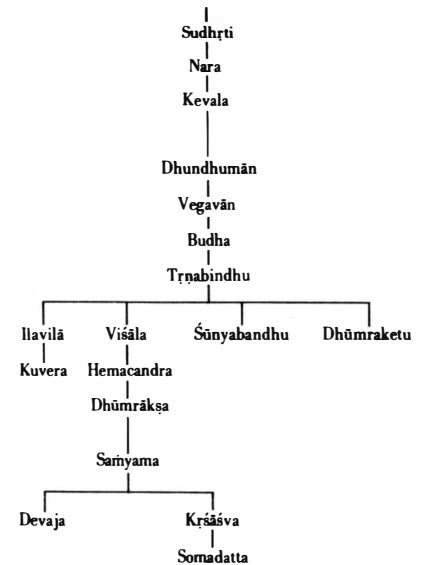 Sudhṛti
Nara
Kevala
Dhundhumān
Vegavān
Budha
Tṛṇabindhu
Ilavilā Viśāla Śūnyabandhu Dhūmraketu
Kuvera Hemacandra
Dhūmrākṣa
Saṁyama
Devaja Kṛśāśva
Somadatta